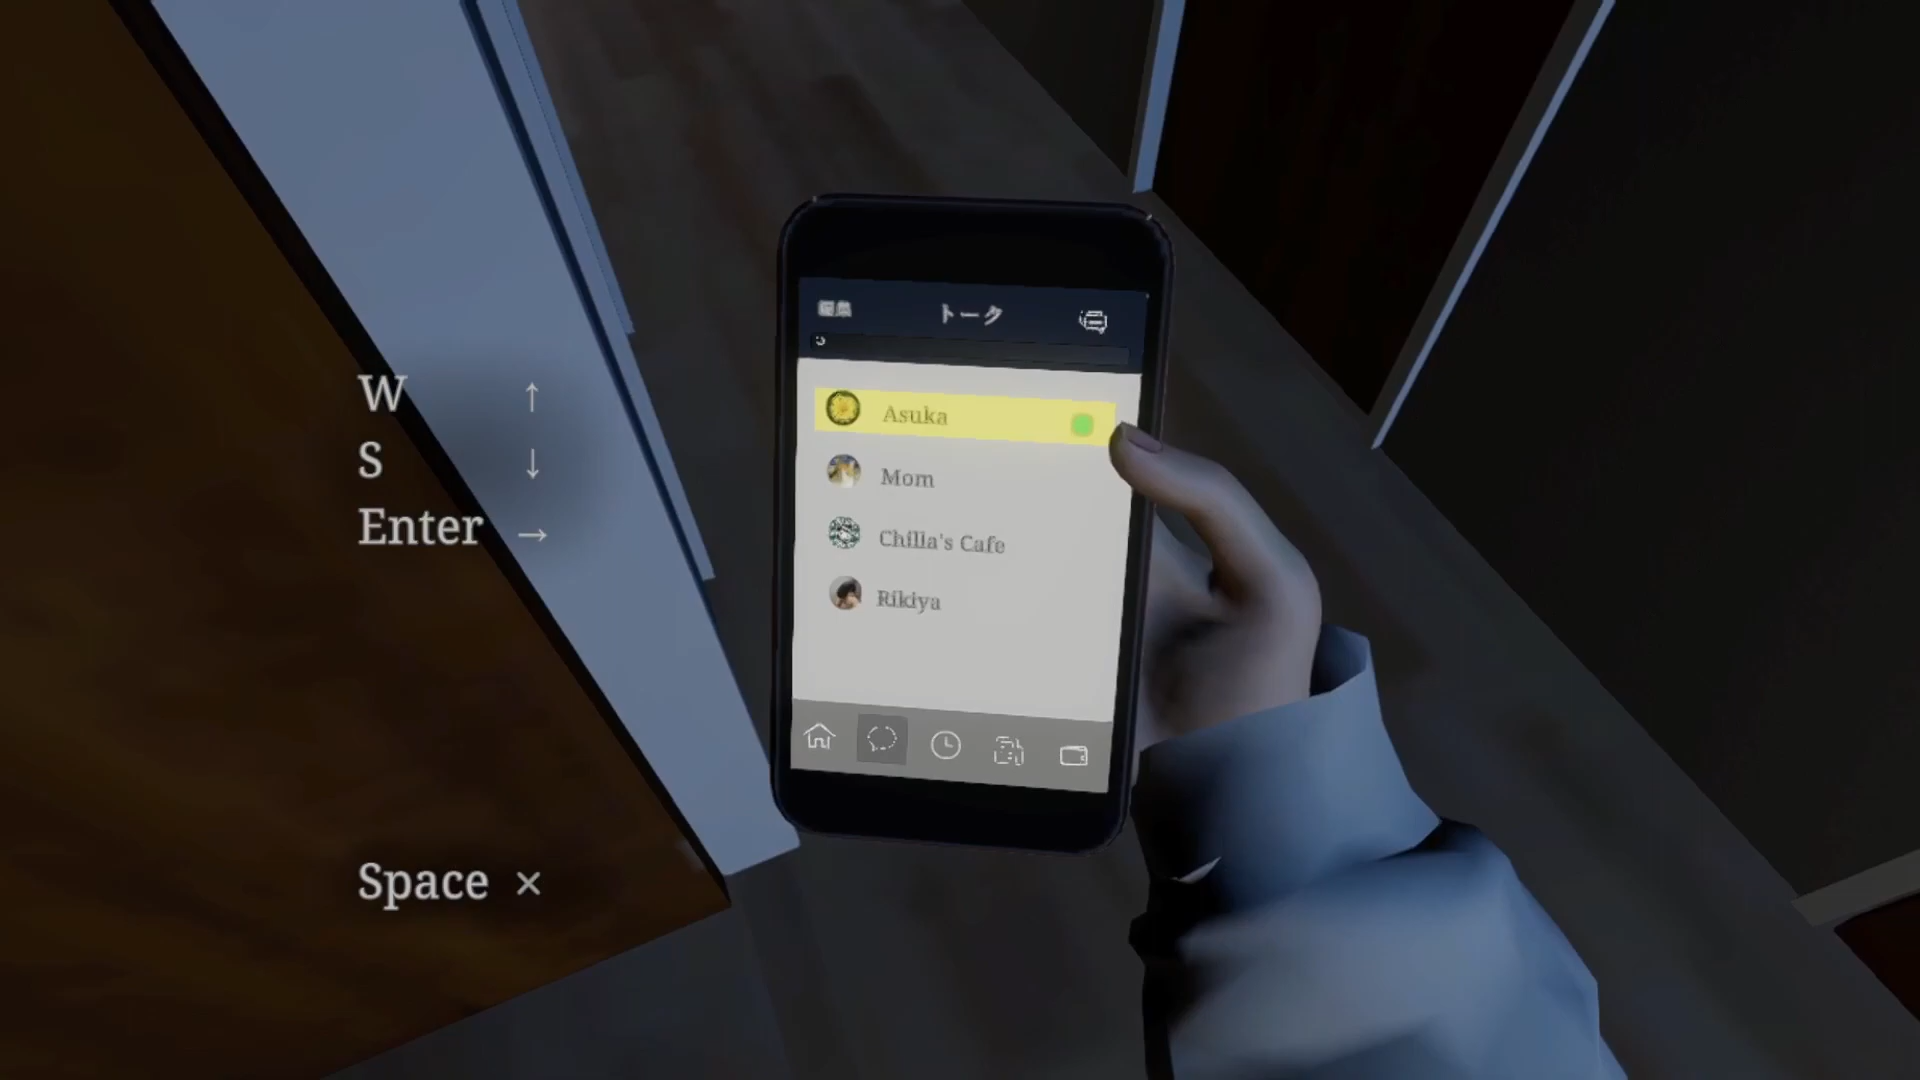 編集 トーク
Asuka
Mom
Chilla's Cafe
Rikiya
W ↑
S ↓
Enter →
Space ×